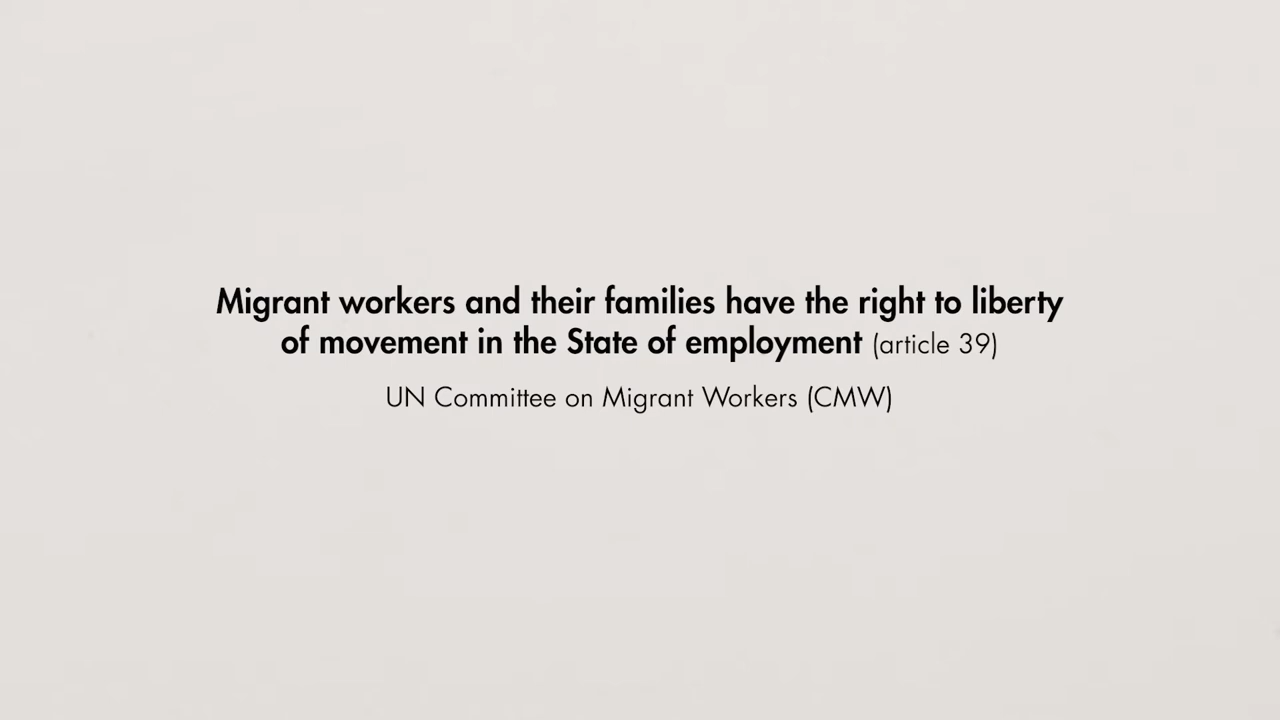 Migrant workers and their families have the right to liberty
of movement in the State of employment (article 39)
UN Committee on Migrant Workers (CMW)